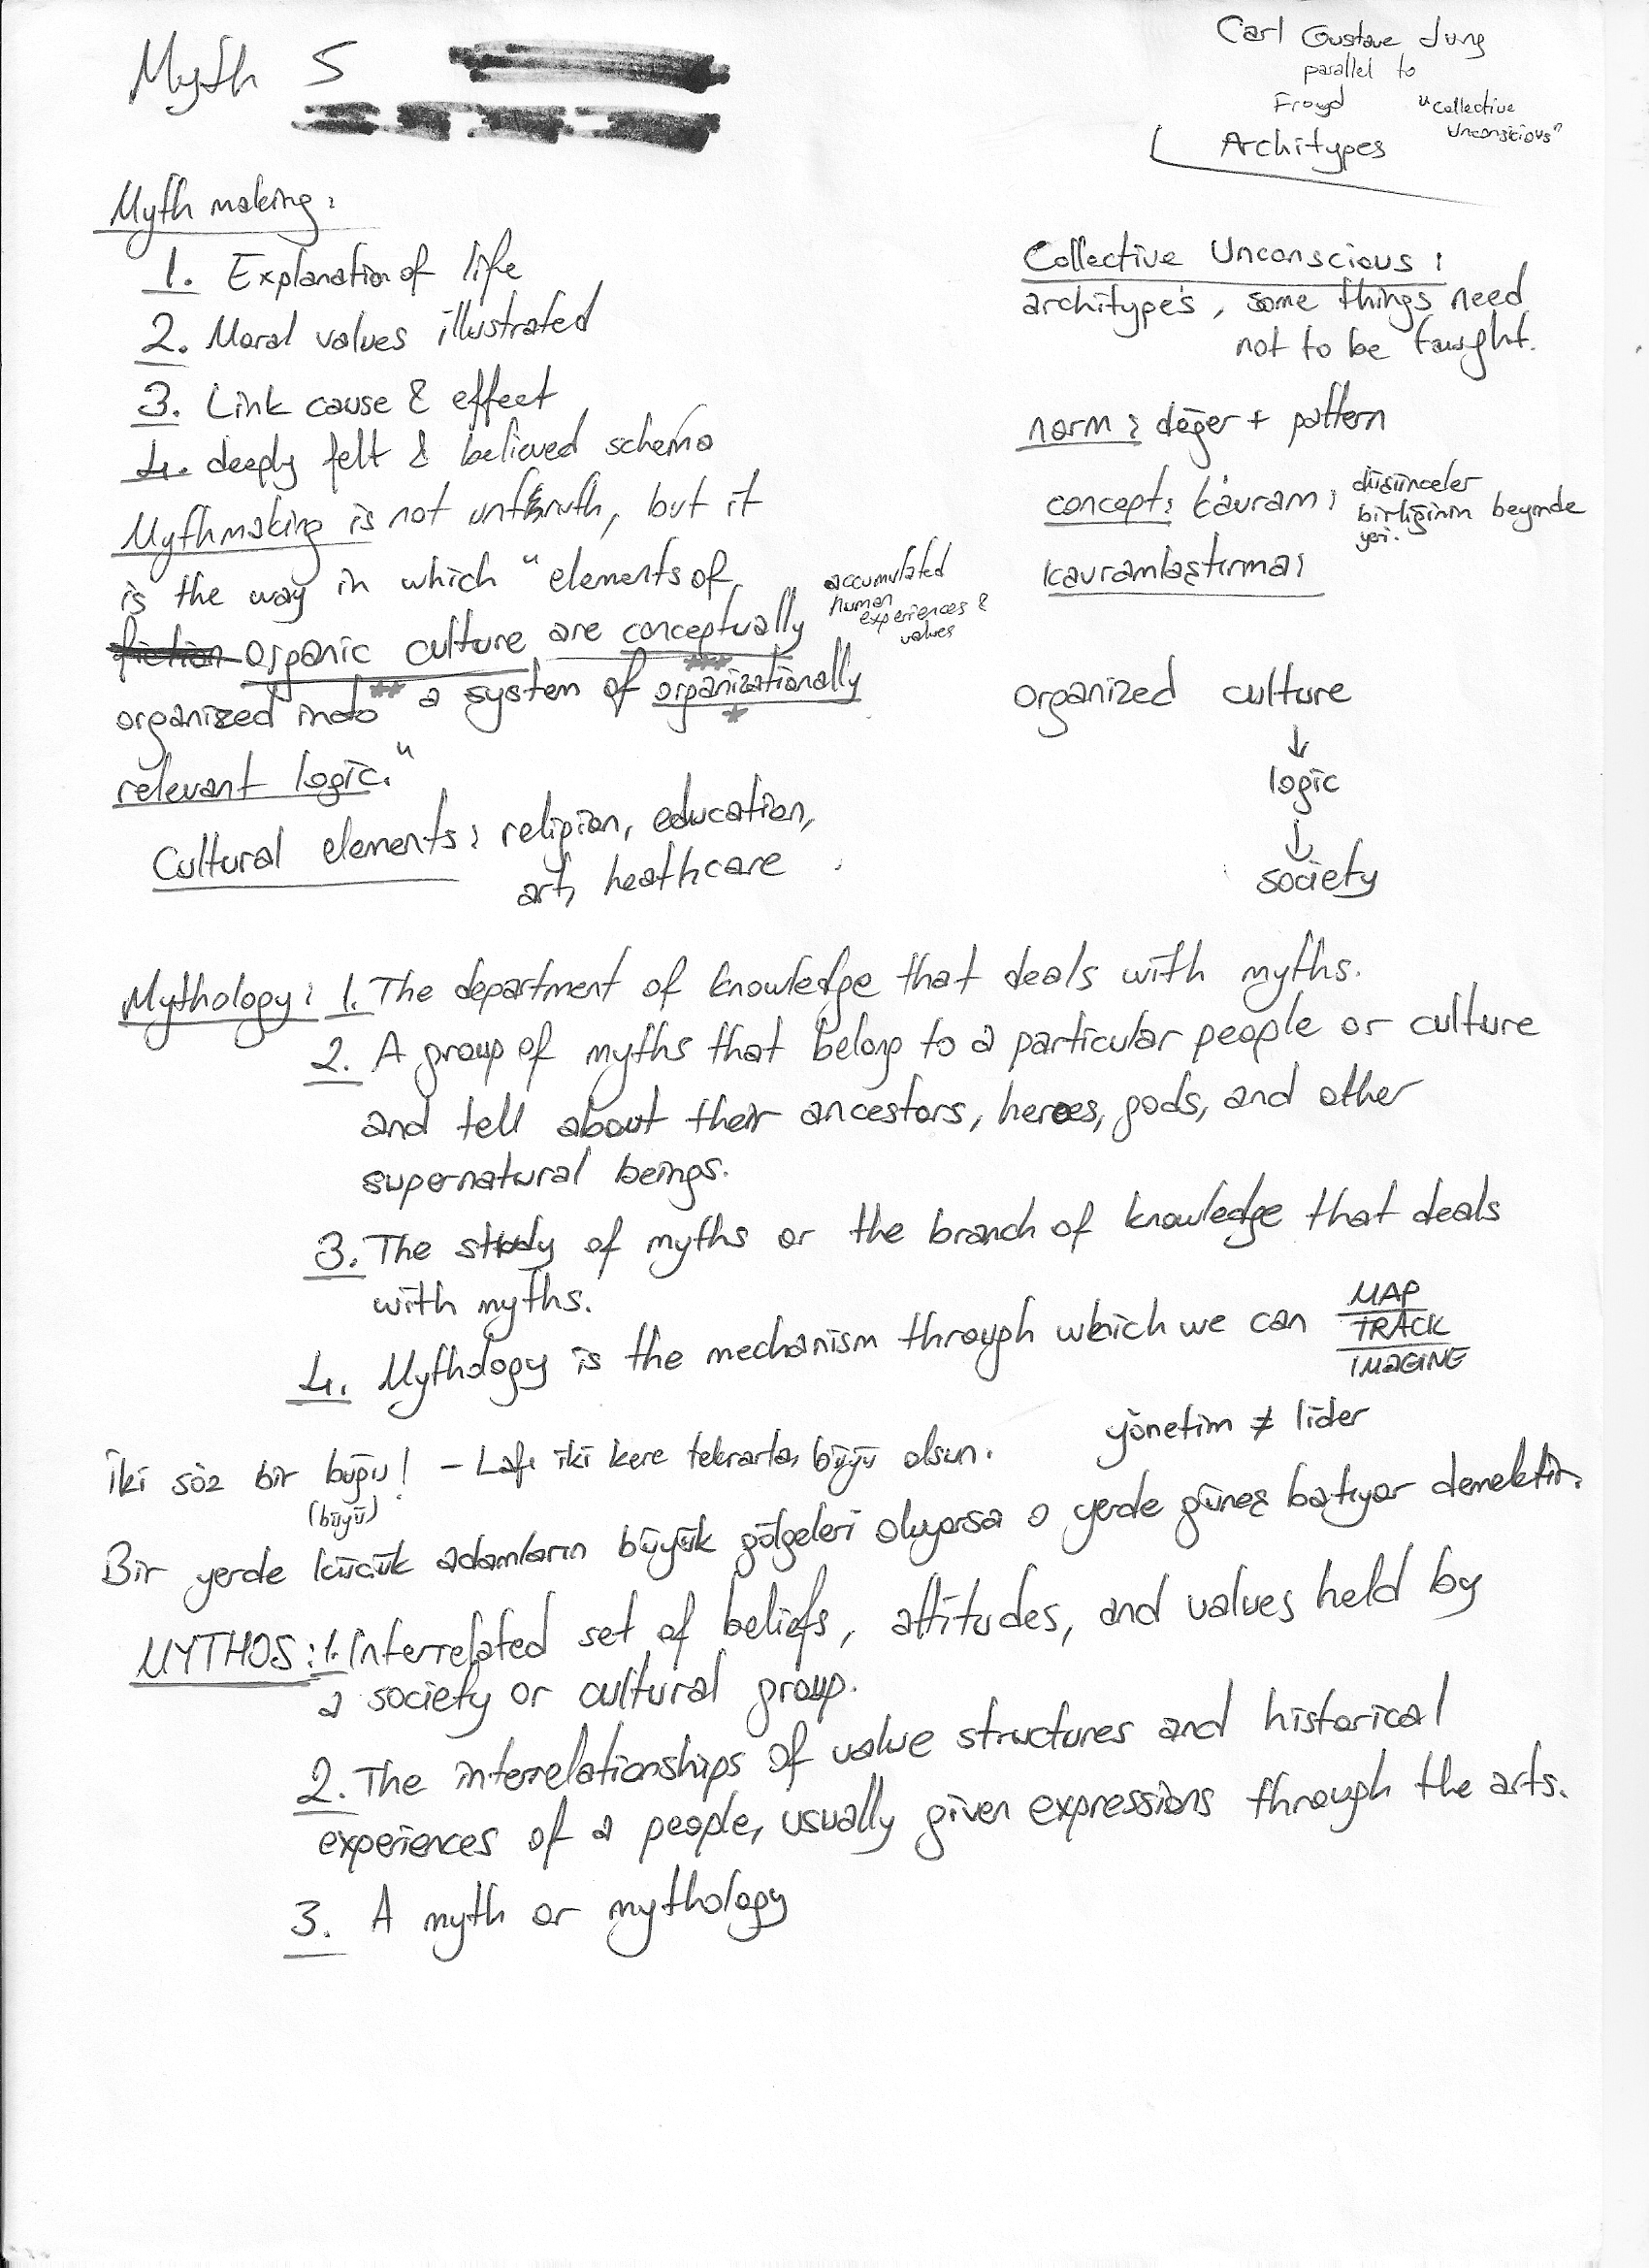 Myth 5
Carl Gustave Jung
parallel to
Froyd "Collective
Unconscious"
Architypes
Myth making:
1. Explanation of life
2. Moral values illustrated
3. Link cause & effect
4. deeply felt & believed schema
Mythmaking is not unthruth, but it
is the way in which "elements of
fiction organic culture are conceptually
accumulated
human
experiences &
values
***
organized into ** a system of organizationally
*
relevant logic."
Cultural elements: religion, education,
art, heathcare
Collective Unconscious:
architype's, some things need
not to be taught.
norm: değer + pattern
concept: kavram: düşünceler
birliğinin beyinde
yeri.
kavramlaştırma:
organized culture
↓
logic
↓
society
Mythology: 1. The department of knowledge that deals with myths.
2. A group of myths that belong to a particular people or culture
and tell about their ancestors, heroes, gods, and other
supernatural beings.
3. The study of myths or the branch of knowledge that deals
with myths.
4. Mythology is the mechanism through which we can MAP
TRACK
IMAGINE
yönetim ≠ lider
İki söz bir büğü! - Lafı iki kere tekrarla, büyü olsun.
(büyü)
Bir yerde küçük adamların büyük gölgeleri oluyorsa o yerde güneş batıyor demektir.
MYTHOS: 1. Interrelated set of beliefs, attitudes, and values held by
a society or cultural group.
2. The interrelationships of value structures and historical
experiences of a people, usually given expressions through the arts.
3. A myth or mythology